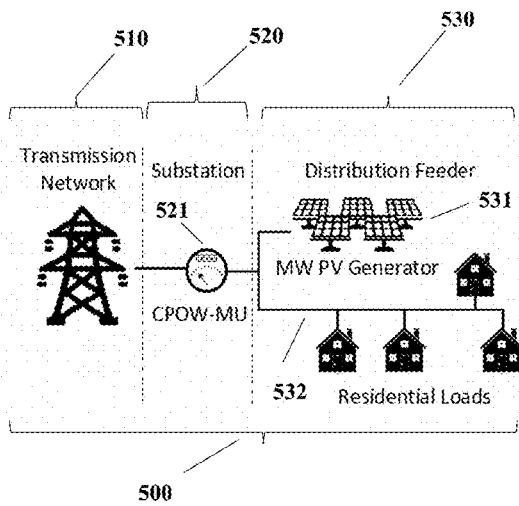 510
520
530
Transmission
Network
Substation
Distribution Feeder
521
531
MW PV Generator
CPOW-MU
532
Residential Loads
500